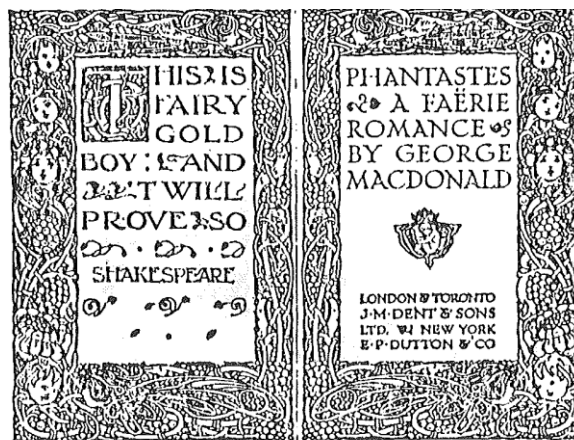 THIS IS
FAIRY
GOLD
BOY : AND
'T WILL
PROVE SO
SHAKESPEARE
PHANTASTES
A FAËRIE
ROMANCE
BY GEORGE
MACDONALD
LONDON & TORONTO
J·M·DENT & SONS
LTD. NEW YORK
E·P·DUTTON & CO